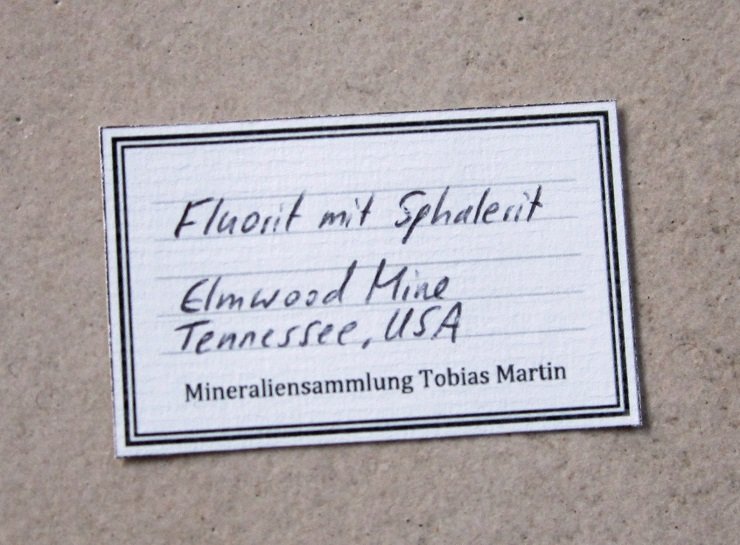 Fluorit mit Sphalerit
Elmwood Mine
Tennessee, USA
Mineraliensammlung Tobias Martin